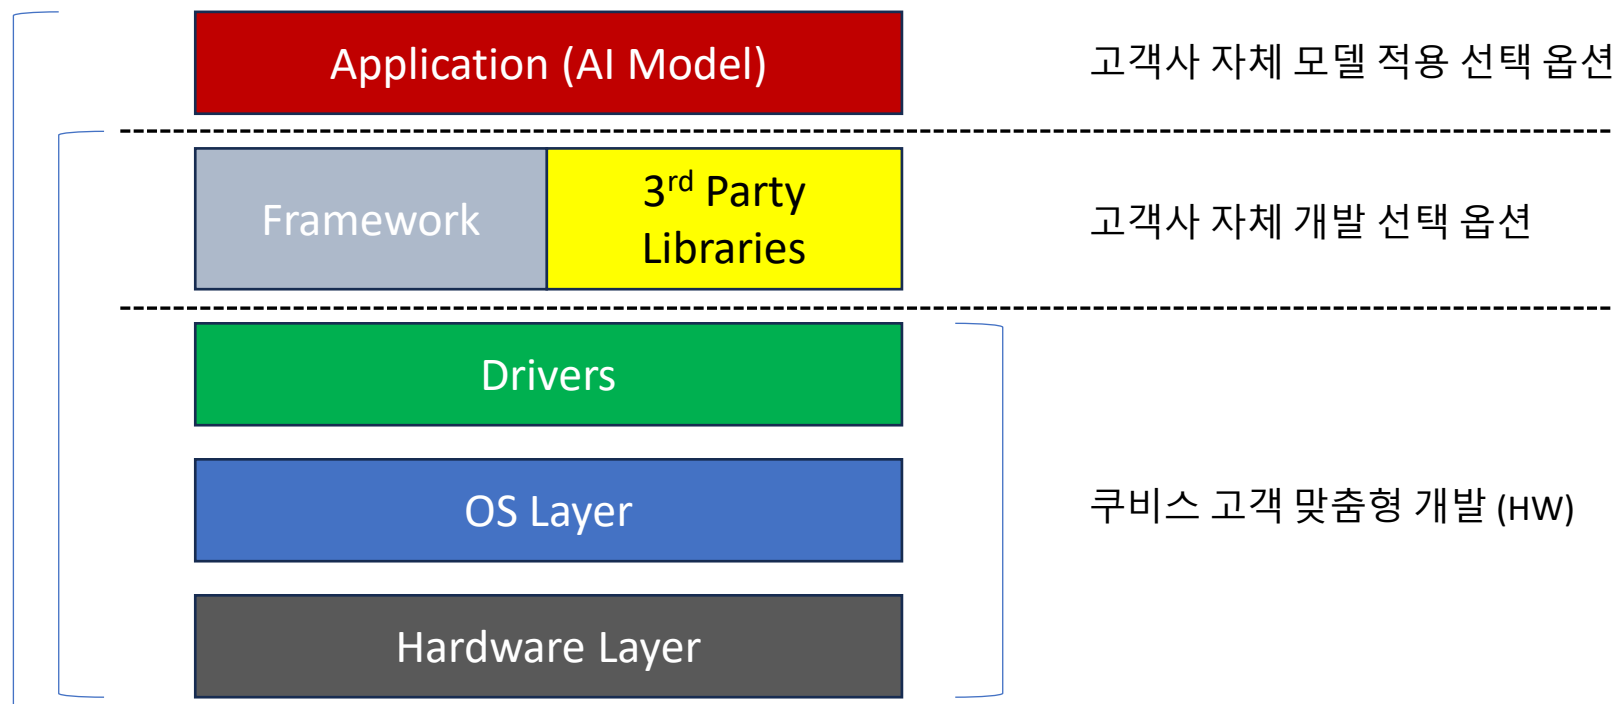 Application (AI Model)
고객사 자체 모델 적용 선택 옵션
Framework
3rd Party
Libraries
고객사 자체 개발 선택 옵션
Drivers
OS Layer
쿠비스 고객 맞춤형 개발 (HW)
Hardware Layer